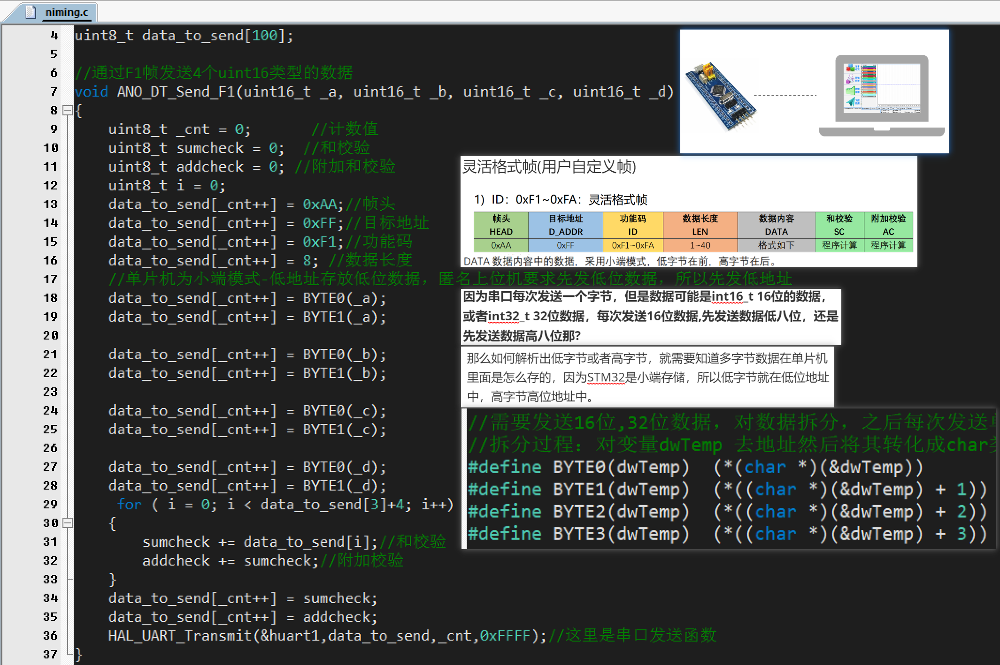 niming.c
4 uint8_t data_to_send[100];
5
6 //通过F1帧发送4个uint16类型的数据
7 void ANO_DT_Send_F1(uint16_t _a, uint16_t _b, uint16_t _c, uint16_t _d)
8 {
9 uint8_t _cnt = 0; //计数值
10 uint8_t sumcheck = 0; //和校验
11 uint8_t addcheck = 0; //附加和校验
12 uint8_t i = 0;
13 data_to_send[_cnt++] = 0xAA;//帧头
14 data_to_send[_cnt++] = 0xFF;//目标地址
15 data_to_send[_cnt++] = 0xF1;//功能码
16 data_to_send[_cnt++] = 8; //数据长度
17 //单片机为小端模式-低地址存放低位数据，匿名上位机要求先发低位数据，所以先发低地址
18 data_to_send[_cnt++] = BYTE0(_a);
19 data_to_send[_cnt++] = BYTE1(_a);
20
21 data_to_send[_cnt++] = BYTE0(_b);
22 data_to_send[_cnt++] = BYTE1(_b);
23
24 data_to_send[_cnt++] = BYTE0(_c);
25 data_to_send[_cnt++] = BYTE1(_c);
26
27 data_to_send[_cnt++] = BYTE0(_d);
28 data_to_send[_cnt++] = BYTE1(_d);
29 for ( i = 0; i < data_to_send[3]+4; i++)
30 {
31 sumcheck += data_to_send[i];//和校验
32 addcheck += sumcheck;//附加校验
33 }
34 data_to_send[_cnt++] = sumcheck;
35 data_to_send[_cnt++] = addcheck;
36 HAL_UART_Transmit(&huart1,data_to_send,_cnt,0xFFFF);//这里是串口发送函数
37 }
灵活格式帧(用户自定义帧)
1) ID：0xF1~0xFA：灵活格式帧
帧头 目标地址 功能码 数据长度 数据内容 和校验 附加校验
HEAD D_ADDR ID LEN DATA SC AC
0xAA 0xFF 0xF1~0xFA 1~40 格式如下 程序计算 程序计算
DATA 数据内容中的数据，采用小端模式，低字节在前，高字节在后。
因为串口每次发送一个字节，但是数据可能是int16_t 16位的数据，
或者int32_t 32位数据，每次发送16位数据,先发送数据低八位，还是
先发送数据高八位那?
那么如何解析出低字节或者高字节，就需要知道多字节数据在单片机
里面是怎么存的，因为STM32是小端存储，所以低字节就在低位地址
中，高字节高位地址中。
//需要发送16位,32位数据，对数据拆分，之后每次发送
//拆分过程：对变量dwTemp 去地址然后将其转化成char
#define BYTE0(dwTemp) (*(char *)(&dwTemp))
#define BYTE1(dwTemp) (*((char *)(&dwTemp) + 1))
#define BYTE2(dwTemp) (*((char *)(&dwTemp) + 2))
#define BYTE3(dwTemp) (*((char *)(&dwTemp) + 3))